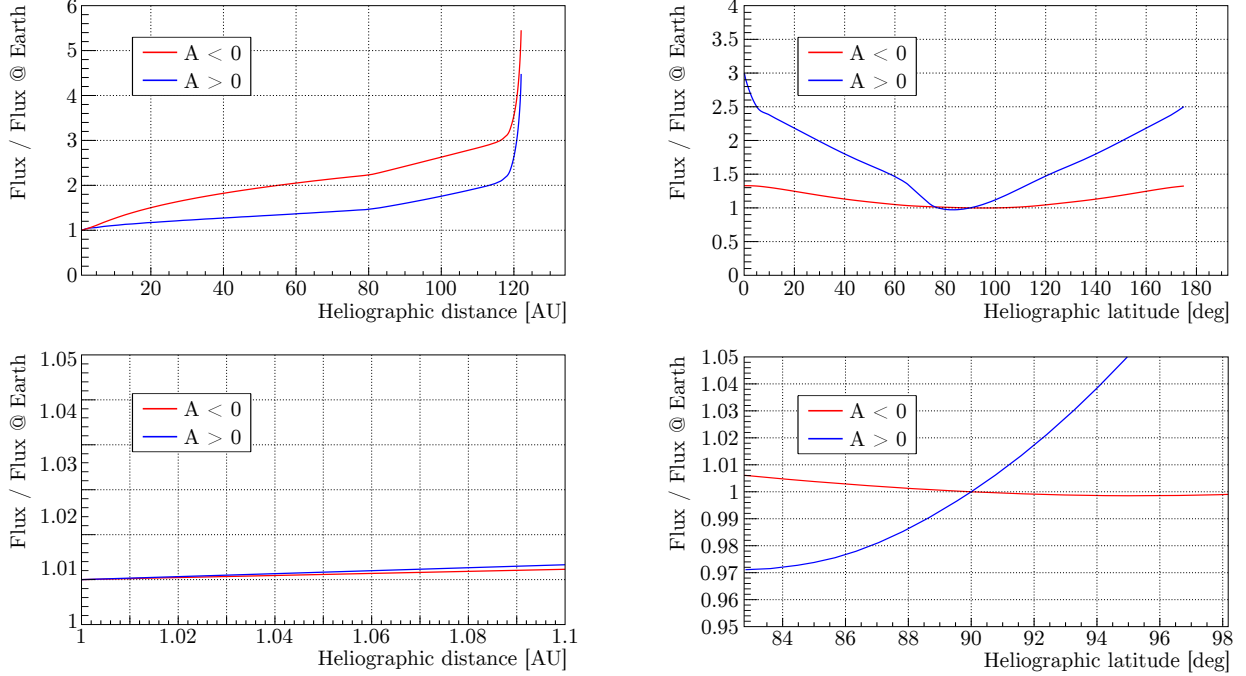 Flux / Flux @ Earth
6
5
4
3
2
1
0
A < 0
A > 0
20 40 60 80 100 120
Heliographic distance [AU]
Flux / Flux @ Earth
4
3.5
3
2.5
2
1.5
1
0.5
0
A < 0
A > 0
0 20 40 60 80 100 120 140 160 180
Heliographic latitude [deg]
Flux / Flux @ Earth
1.05
1.04
1.03
1.02
1.01
1
A < 0
A > 0
1 1.02 1.04 1.06 1.08 1.1
Heliographic distance [AU]
Flux / Flux @ Earth
1.05
1.04
1.03
1.02
1.01
1
0.99
0.98
0.97
0.96
0.95
A < 0
A > 0
84 86 88 90 92 94 96 98
Heliographic latitude [deg]